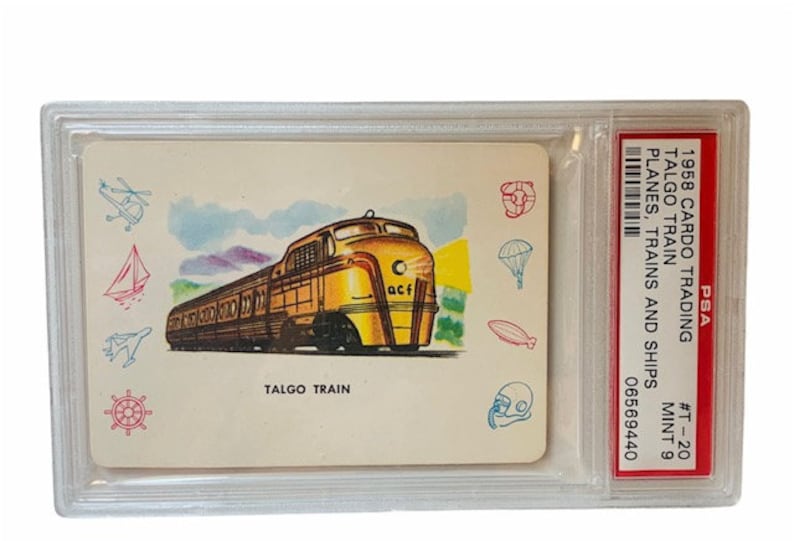 acf
TALGO TRAIN
PSA
1958 CARDO TRADING #T-20
TALGO TRAIN MINT 9
PLANES, TRAINS AND SHIPS
06569440